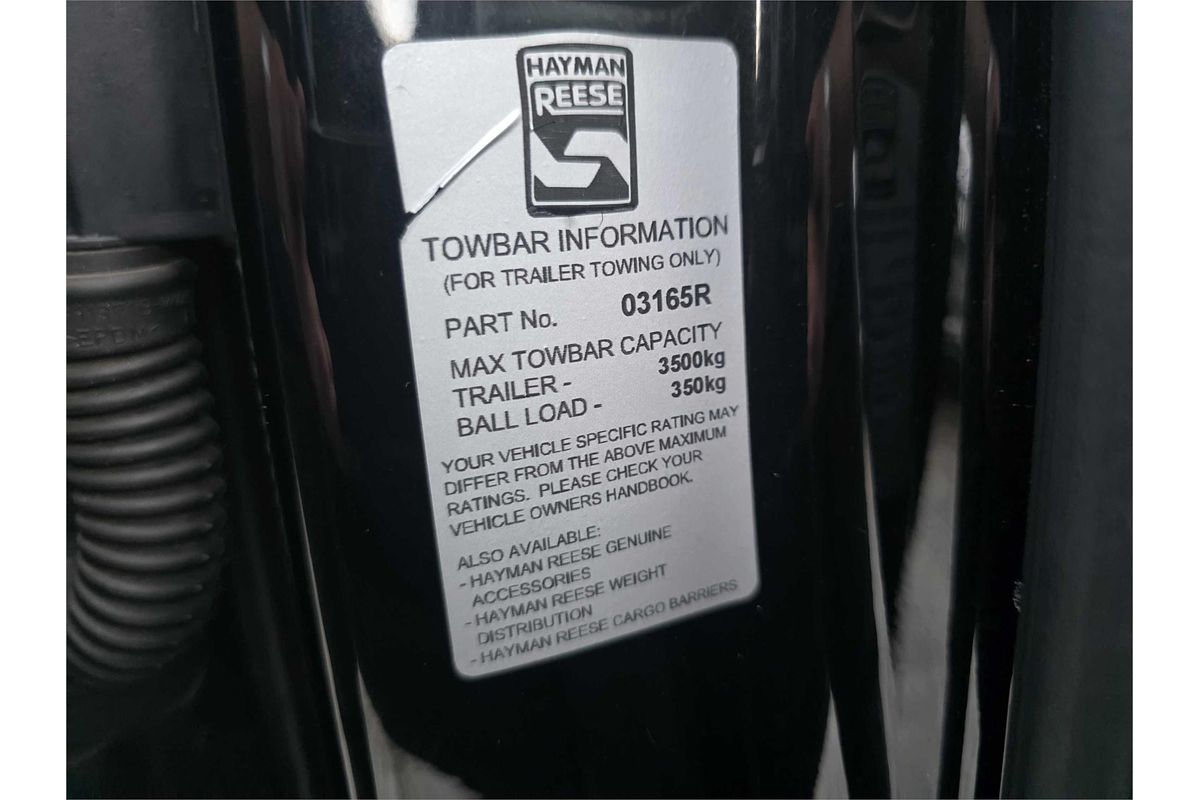 HAYMAN
REESE
TOWBAR INFORMATION
(FOR TRAILER TOWING ONLY)
PART No. 03165R
MAX TOWBAR CAPACITY
TRAILER - 3500kg
BALL LOAD - 350kg
YOUR VEHICLE SPECIFIC RATING MAY
DIFFER FROM THE ABOVE MAXIMUM
RATINGS. PLEASE CHECK YOUR
VEHICLE OWNERS HANDBOOK.
ALSO AVAILABLE:
- HAYMAN REESE GENUINE
ACCESSORIES
- HAYMAN REESE WEIGHT
DISTRIBUTION
- HAYMAN REESE CARGO BARRIERS